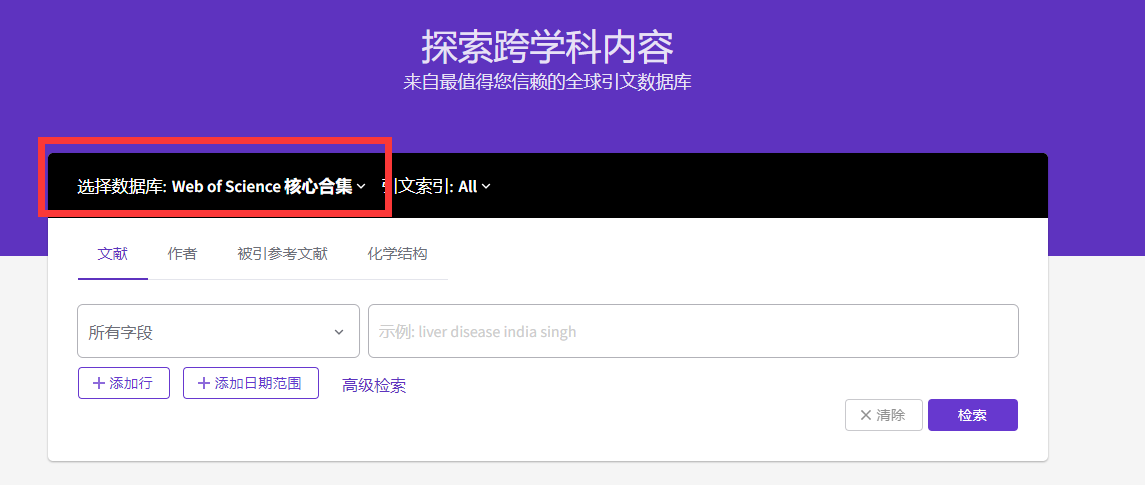 探索跨学科内容
来自最值得您信赖的全球引文数据库
选择数据库: Web of Science 核心合集 引文索引: All
文献 作者 被引参考文献 化学结构
所有字段 示例: liver disease india singh
添加行 添加日期范围 高级检索
清除 检索